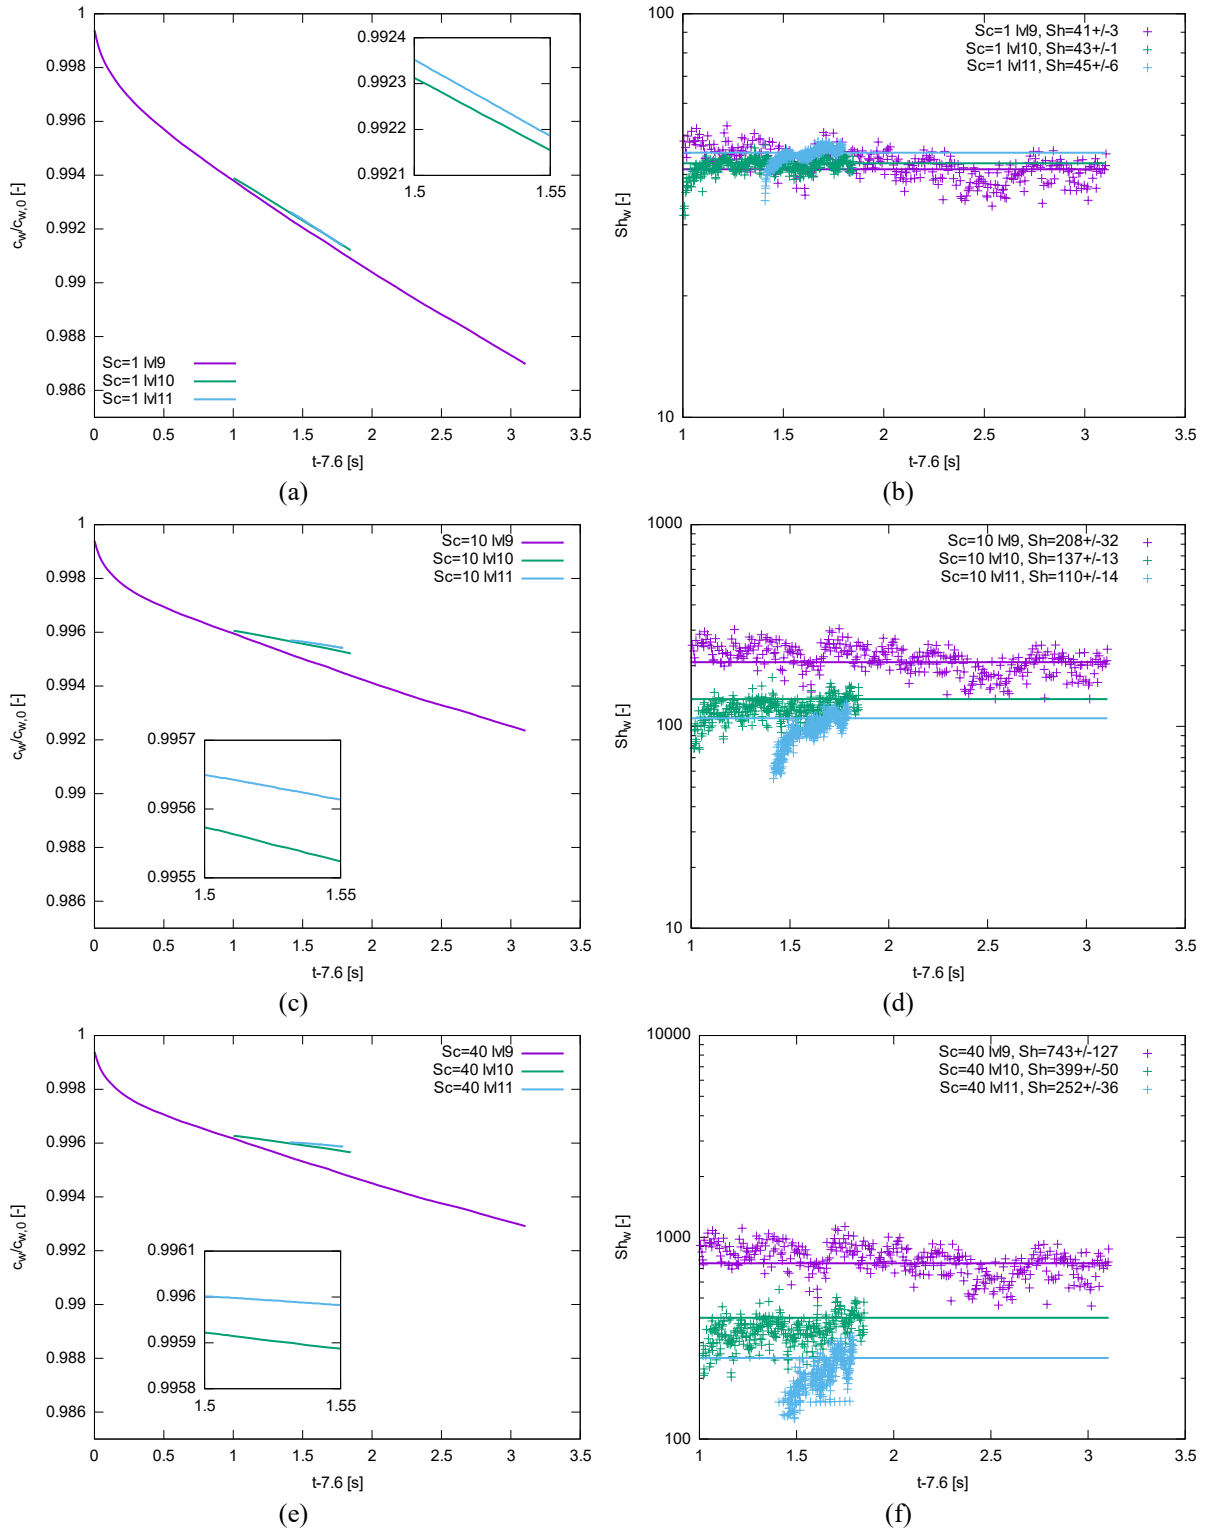 1
0.998
0.996
0.994
0.992
0.99
0.988
0.986
c_w/c_w,0 [-]
0.9924
0.9923
0.9922
0.9921
1.5 1.55
Sc=1 lvl9
Sc=1 lvl10
Sc=1 lvl11
0 0.5 1 1.5 2 2.5 3 3.5
t-7.6 [s]
(a)
100
10
Sh_w [-]
Sc=1 lvl9, Sh=41+/-3
Sc=1 lvl10, Sh=43+/-1
Sc=1 lvl11, Sh=45+/-6
1 1.5 2 2.5 3 3.5
t-7.6 [s]
(b)
1
0.998
0.996
0.994
0.992
0.99
0.988
0.986
c_w/c_w,0 [-]
Sc=10 lvl9
Sc=10 lvl10
Sc=10 lvl11
0.9957
0.9956
0.9955
1.5 1.55
0 0.5 1 1.5 2 2.5 3 3.5
t-7.6 [s]
(c)
1000
100
10
Sh_w [-]
Sc=10 lvl9, Sh=208+/-32
Sc=10 lvl10, Sh=137+/-13
Sc=10 lvl11, Sh=110+/-14
1 1.5 2 2.5 3 3.5
t-7.6 [s]
(d)
1
0.998
0.996
0.994
0.992
0.99
0.988
0.986
c_w/c_w,0 [-]
Sc=40 lvl9
Sc=40 lvl10
Sc=40 lvl11
0.9961
0.996
0.9959
0.9958
1.5 1.55
0 0.5 1 1.5 2 2.5 3 3.5
t-7.6 [s]
(e)
10000
1000
100
Sh_w [-]
Sc=40 lvl9, Sh=743+/-127
Sc=40 lvl10, Sh=399+/-50
Sc=40 lvl11, Sh=252+/-36
1 1.5 2 2.5 3 3.5
t-7.6 [s]
(f)